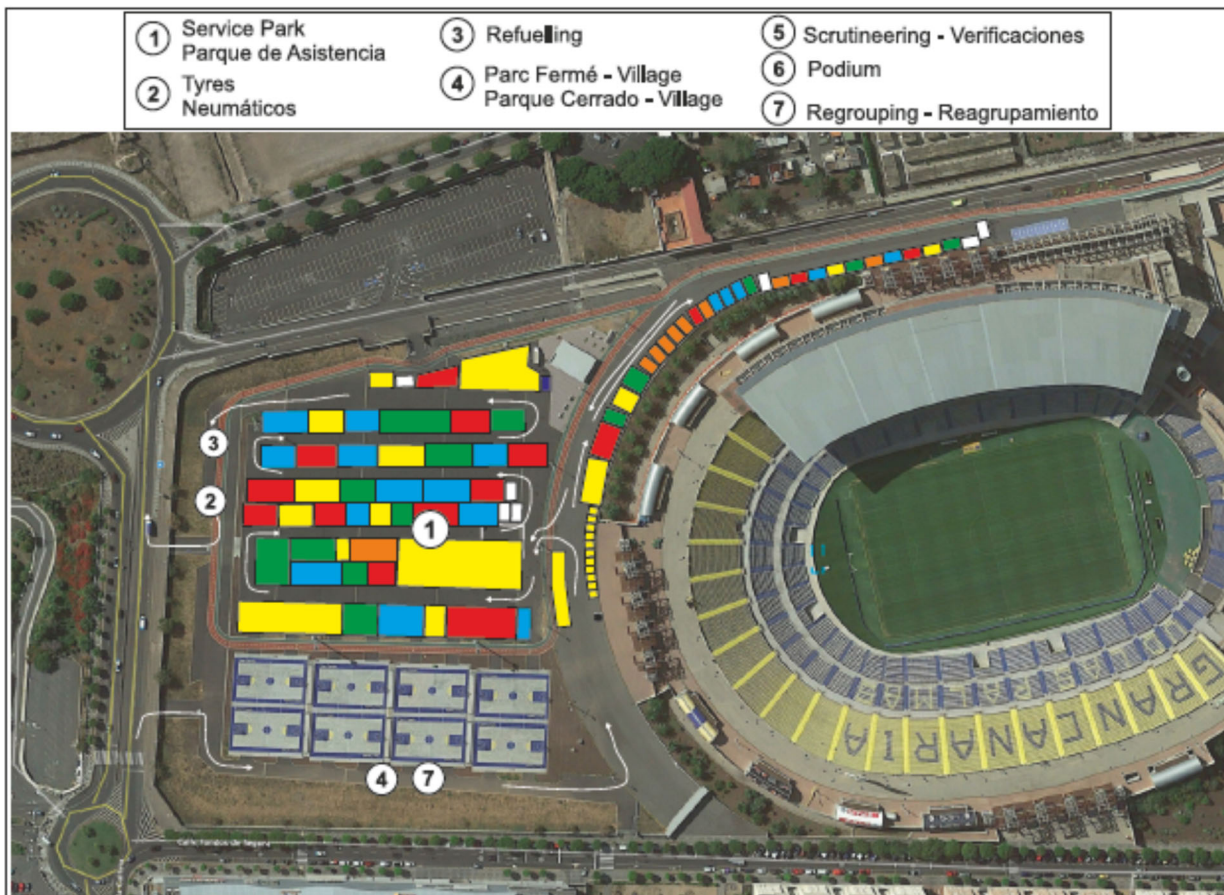 1 Service Park
Parque de Asistencia
2 Tyres
Neumáticos
3 Refuelling
4 Parc Fermé - Village
Parque Cerrado - Village
5 Scrutineering - Verificaciones
6 Podium
7 Regrouping - Reagrupamiento
3
2
1
4 7
GRAN CANARIA